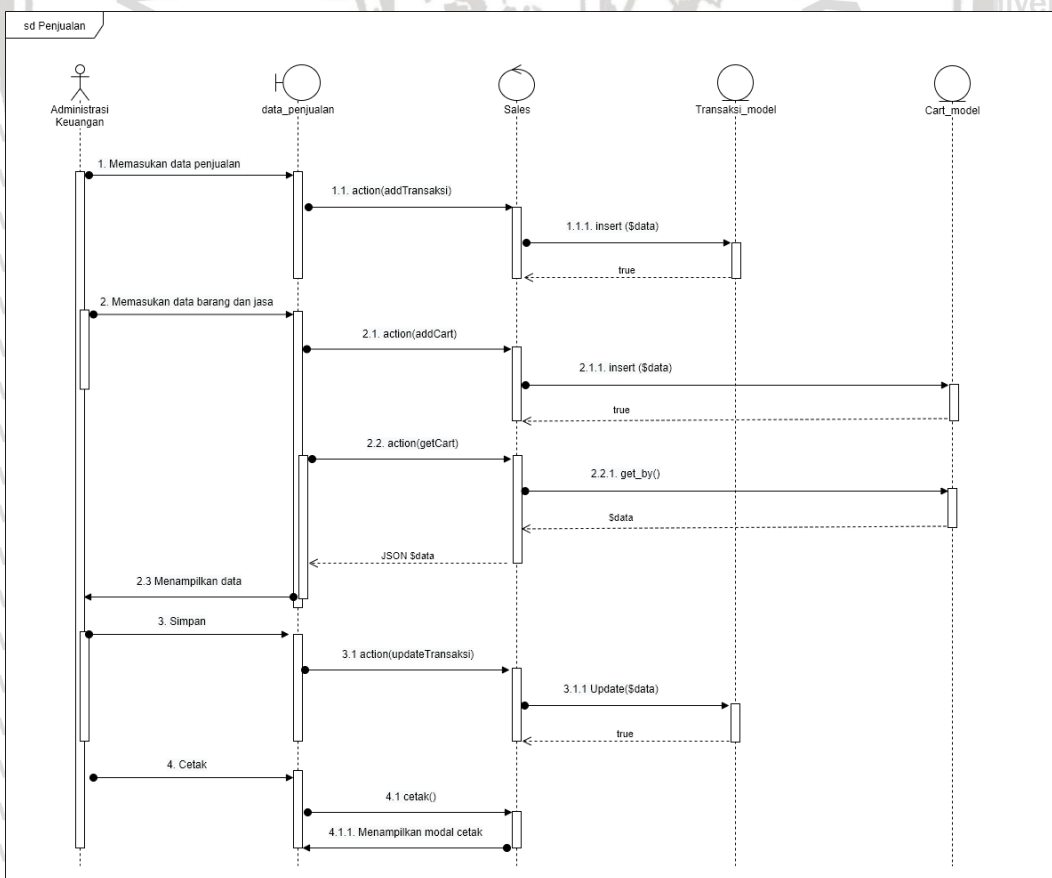 sd Penjualan
Administrasi
Keuangan
data_penjualan
Sales
Transaksi_model
Cart_model
1. Memasukan data penjualan
1.1. action(addTransaksi)
1.1.1. insert ($data)
true
2. Memasukan data barang dan jasa
2.1. action(addCart)
2.1.1. insert ($data)
true
2.2. action(getCart)
2.2.1. get_by()
$data
JSON $data
2.3 Menampilkan data
3. Simpan
3.1 action(updateTransaksi)
3.1.1 Update($data)
true
4. Cetak
4.1 cetak()
4.1.1. Menampilkan modal cetak